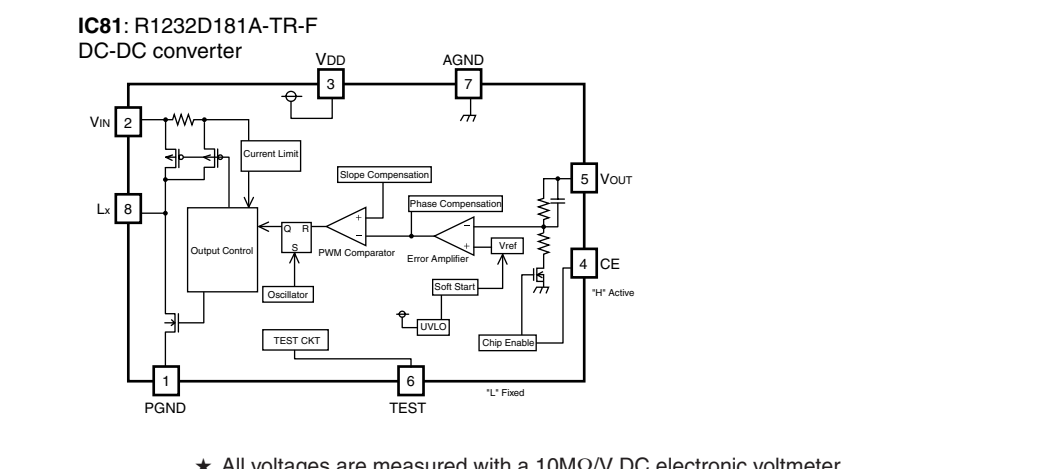 IC81: R1232D181A-TR-F
DC-DC converter
VDD
AGND
3
7
VIN
2
Current Limit
Slope Compensation
5
VOUT
Lx
8
Phase Compensation
+
−
Q
R
S
Output Control
PWM Comparator
−
+
Error Amplifier
Vref
4
CE
"H" Active
Oscillator
Soft Start
UVLO
TEST CKT
Chip Enable
1
6
"L" Fixed
PGND
TEST
★ All voltages are measured with a 10MΩ/V DC electronic voltmeter